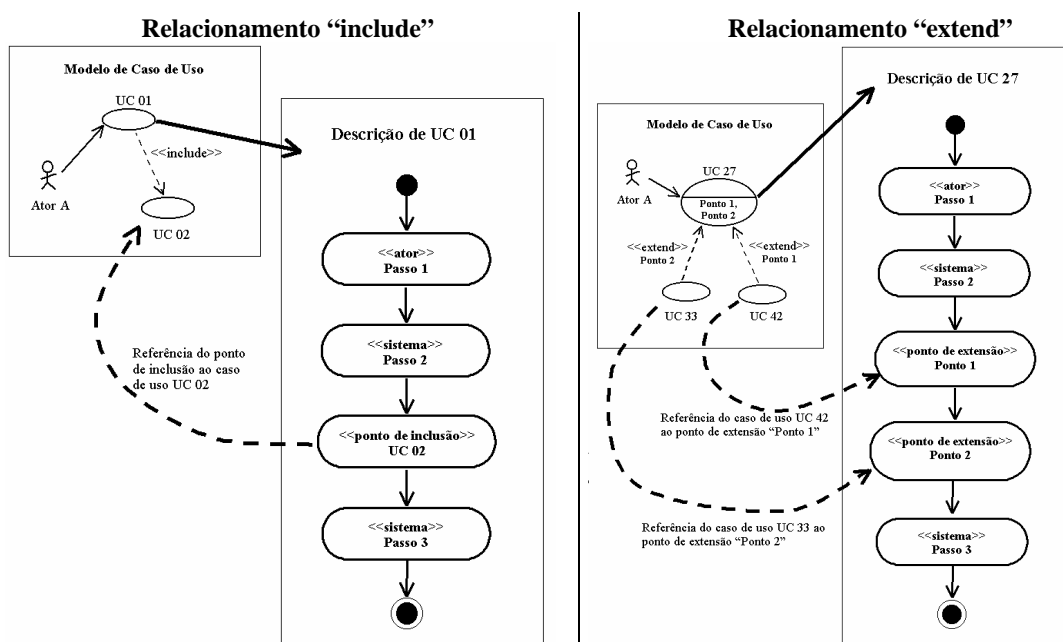 Relacionamento “include”
Modelo de Caso de Uso
UC 01
<<include>>
Ator A
UC 02
Descrição de UC 01
<<ator>>
Passo 1
<<sistema>>
Passo 2
Referência do ponto
de inclusão ao caso
de uso UC 02
<<ponto de inclusão>>
UC 02
<<sistema>>
Passo 3
Relacionamento “extend”
Descrição de UC 27
Modelo de Caso de Uso
UC 27
Ator A
Ponto 1,
Ponto 2
<<extend>>
Ponto 2
<<extend>>
Ponto 1
UC 33
UC 42
<<ator>>
Passo 1
<<sistema>>
Passo 2
<<ponto de extensão>>
Ponto 1
Referência do caso de uso UC 42
ao ponto de extensão “Ponto 1”
<<ponto de extensão>>
Ponto 2
Referência do caso de uso UC 33 ao
ponto de extensão “Ponto 2”
<<sistema>>
Passo 3